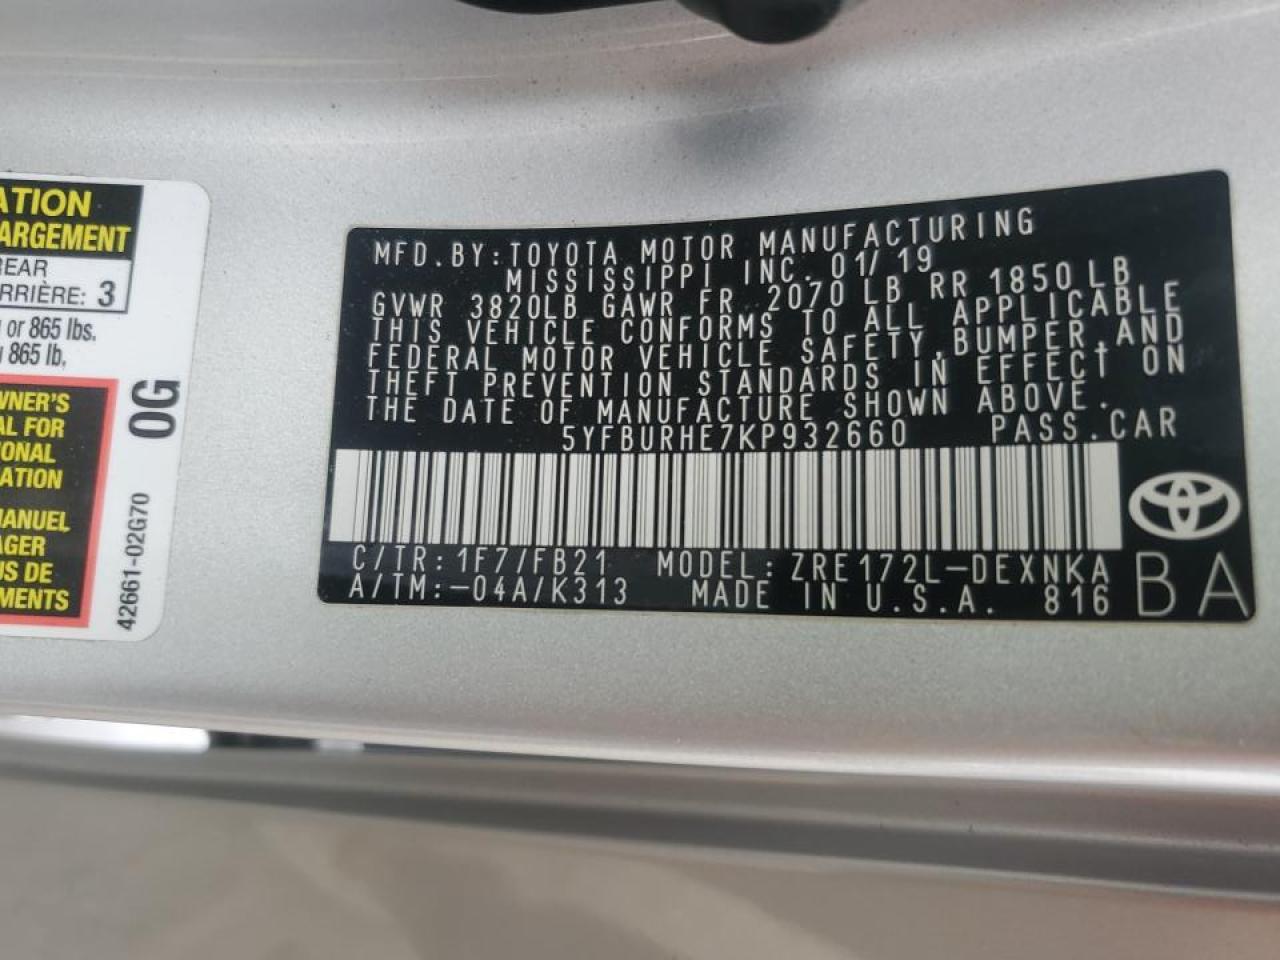 ATION
ARGEMENT
REAR
RRIÈRE: 3
or 865 lbs.
865 lb,
WNER'S
AL FOR
IONAL
ATION
MANUEL
AGER
US DE
MENTS
0G
42661-02G70
MFD.BY:TOYOTA MOTOR MANUFACTURING
MISSISSIPPI INC. 01/ 19
GVWR 3820LB GAWR FR 2070 LB RR 1850 LB
THIS VEHICLE CONFORMS TO ALL APPLICABLE
FEDERAL MOTOR VEHICLE SAFETY,BUMPER,AND
THEFT PREVENTION STANDARDS IN EFFECT ON
THE DATE OF MANUFACTURE SHOWN ABOVE.
5YFBURHE7KP932660 PASS.CAR
C/TR: 1F7/FB21 MODEL: ZRE172L-DEXNKA
A/TM:-04A/K313 MADE IN U.S.A. 816
BA